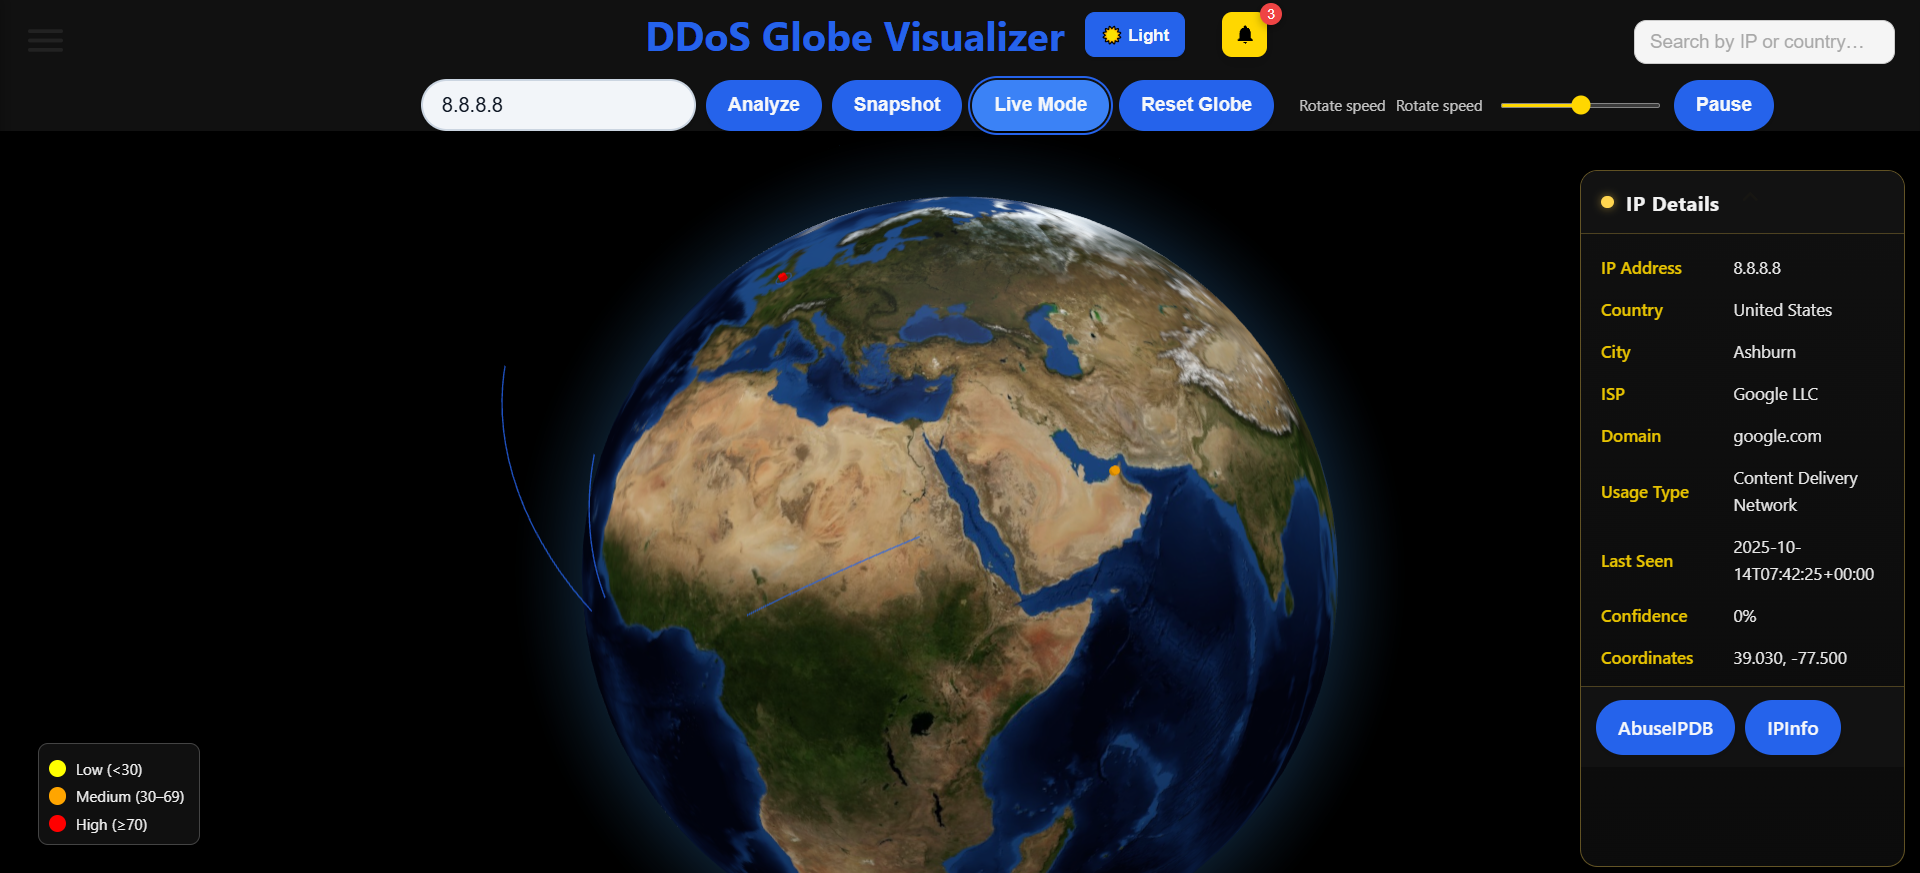 DDoS Globe Visualizer
Light
3
Search by IP or country…
8.8.8.8
Analyze
Snapshot
Live Mode
Reset Globe
Rotate speed
Rotate speed
Pause
IP Details
IP Address 8.8.8.8
Country United States
City Ashburn
ISP Google LLC
Domain google.com
Usage Type Content Delivery
Network
Last Seen 2025-10-
14T07:42:25+00:00
Confidence 0%
Coordinates 39.030, -77.500
AbuseIPDB
IPInfo
Low (<30)
Medium (30–69)
High (≥70)